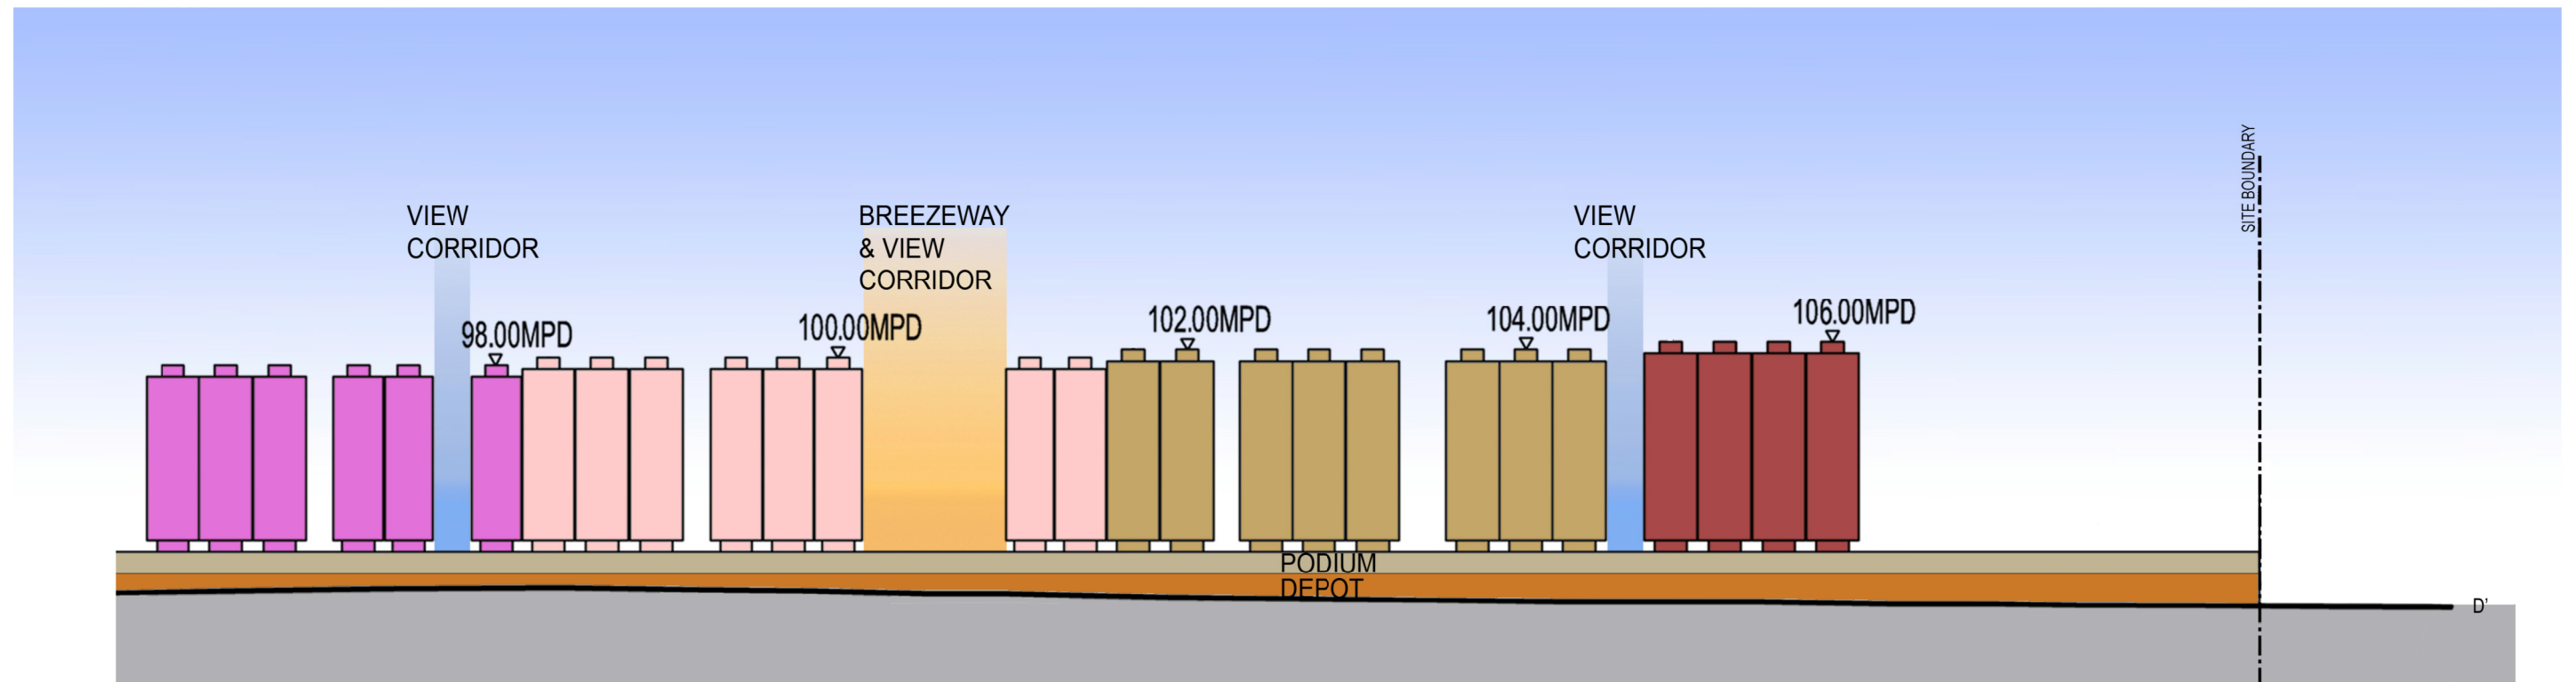 SITE BOUNDARY
VIEW
CORRIDOR
BREEZEWAY
& VIEW
CORRIDOR
VIEW
CORRIDOR
98.00MPD
100.00MPD
102.00MPD
104.00MPD
106.00MPD
PODIUM
DEPOT
D'